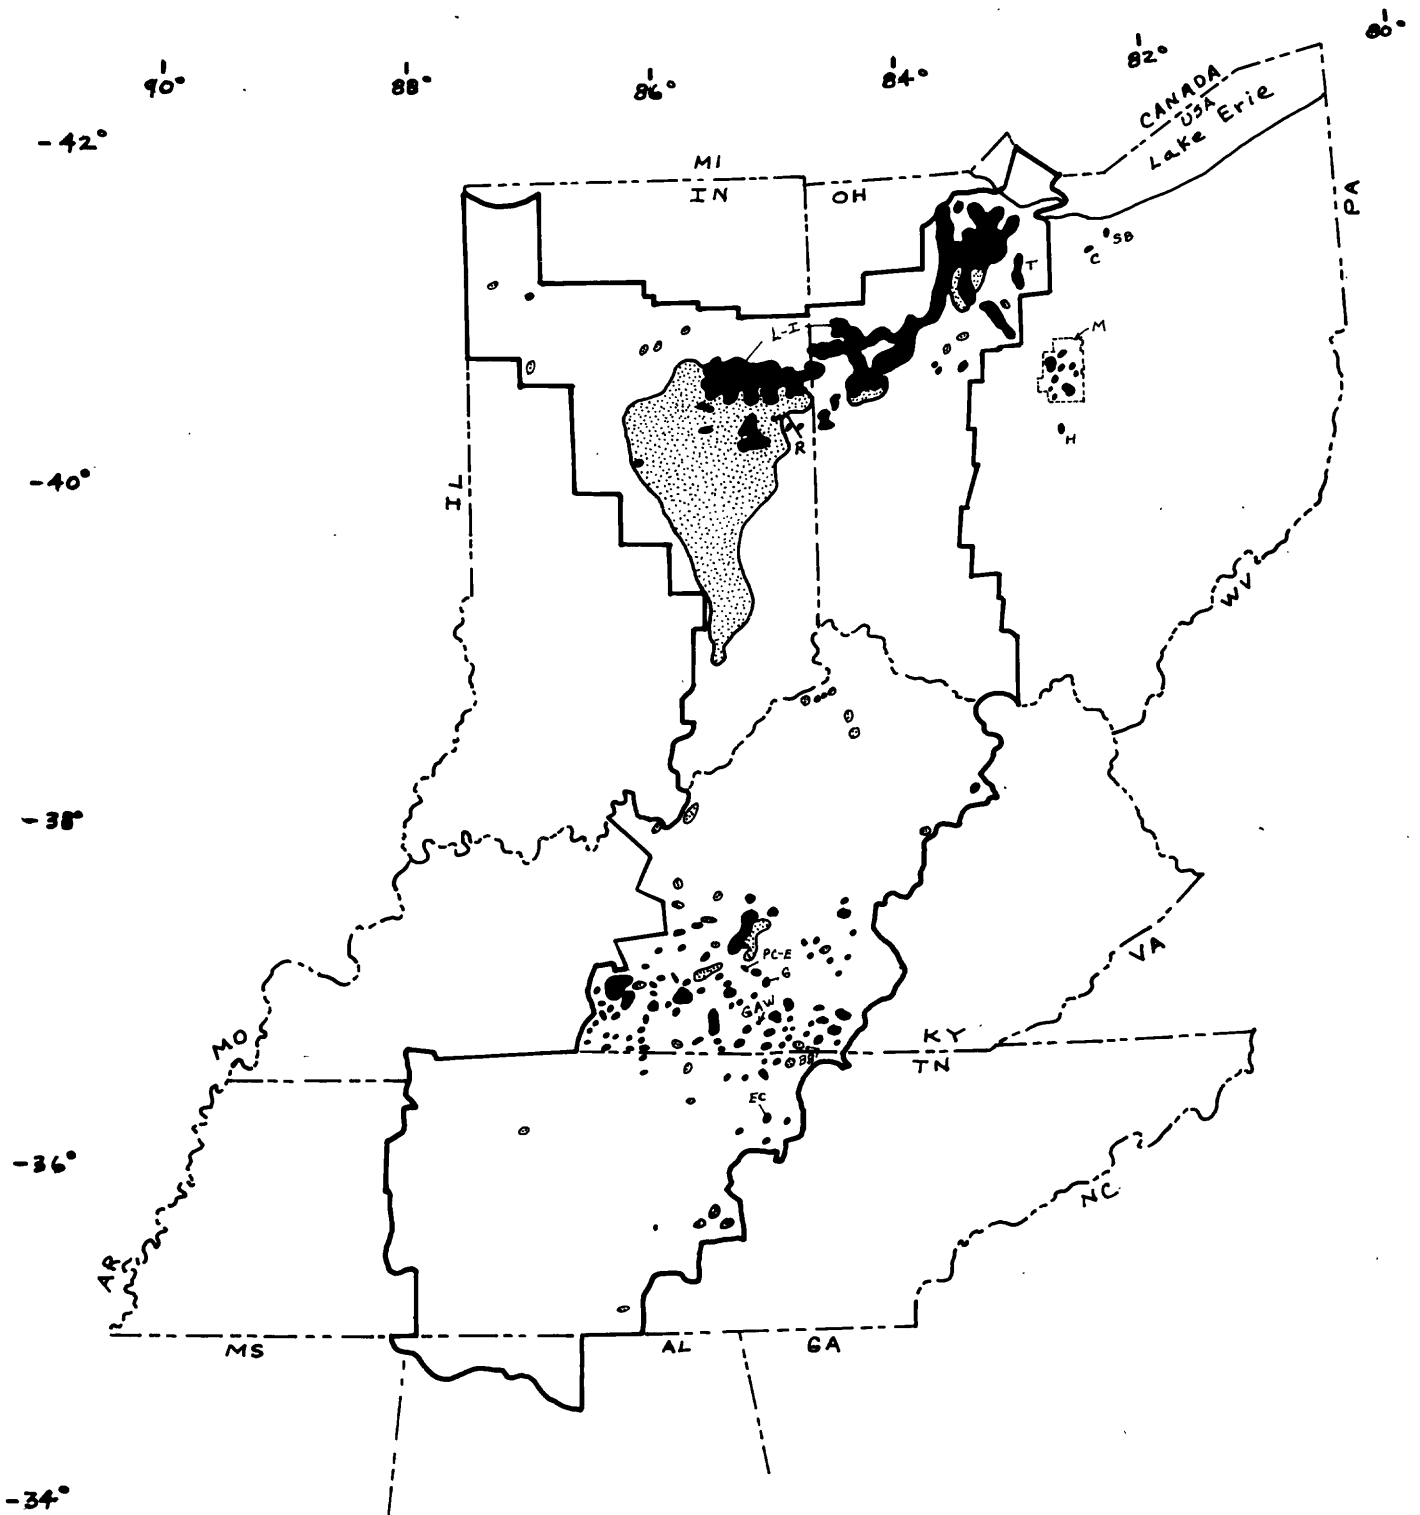 90°
88°
86°
84°
82°
80°
-42°
-40°
-38°
-36°
-34°
CANADA
USA
Lake Erie
MI
IN
OH
PA
SB
C
T
L-I
M
R
H
IL
WV
PC-E
G
GAW
VA
MO
KY
TN
BB
EC
NC
AR
MS
AL
GA